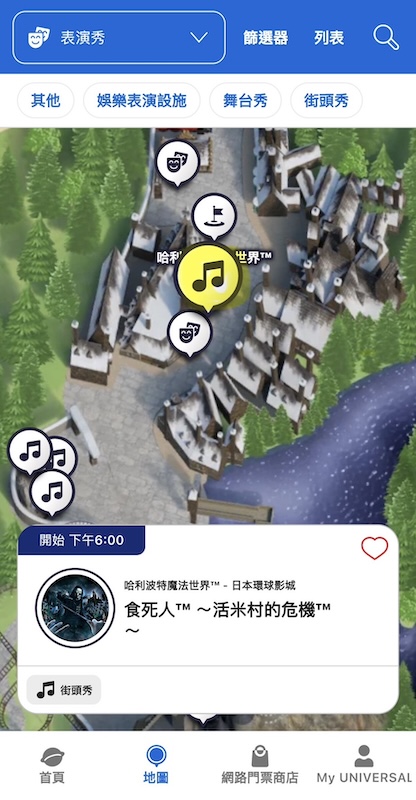 表演秀
篩選器
列表
其他
娛樂表演設施
舞台秀
街頭秀
哈利 世界™
開始 下午6:00
哈利波特魔法世界™ - 日本環球影城
食死人™ ～活米村的危機™
～
街頭秀
首頁
地圖
網路門票商店
My UNIVERSAL